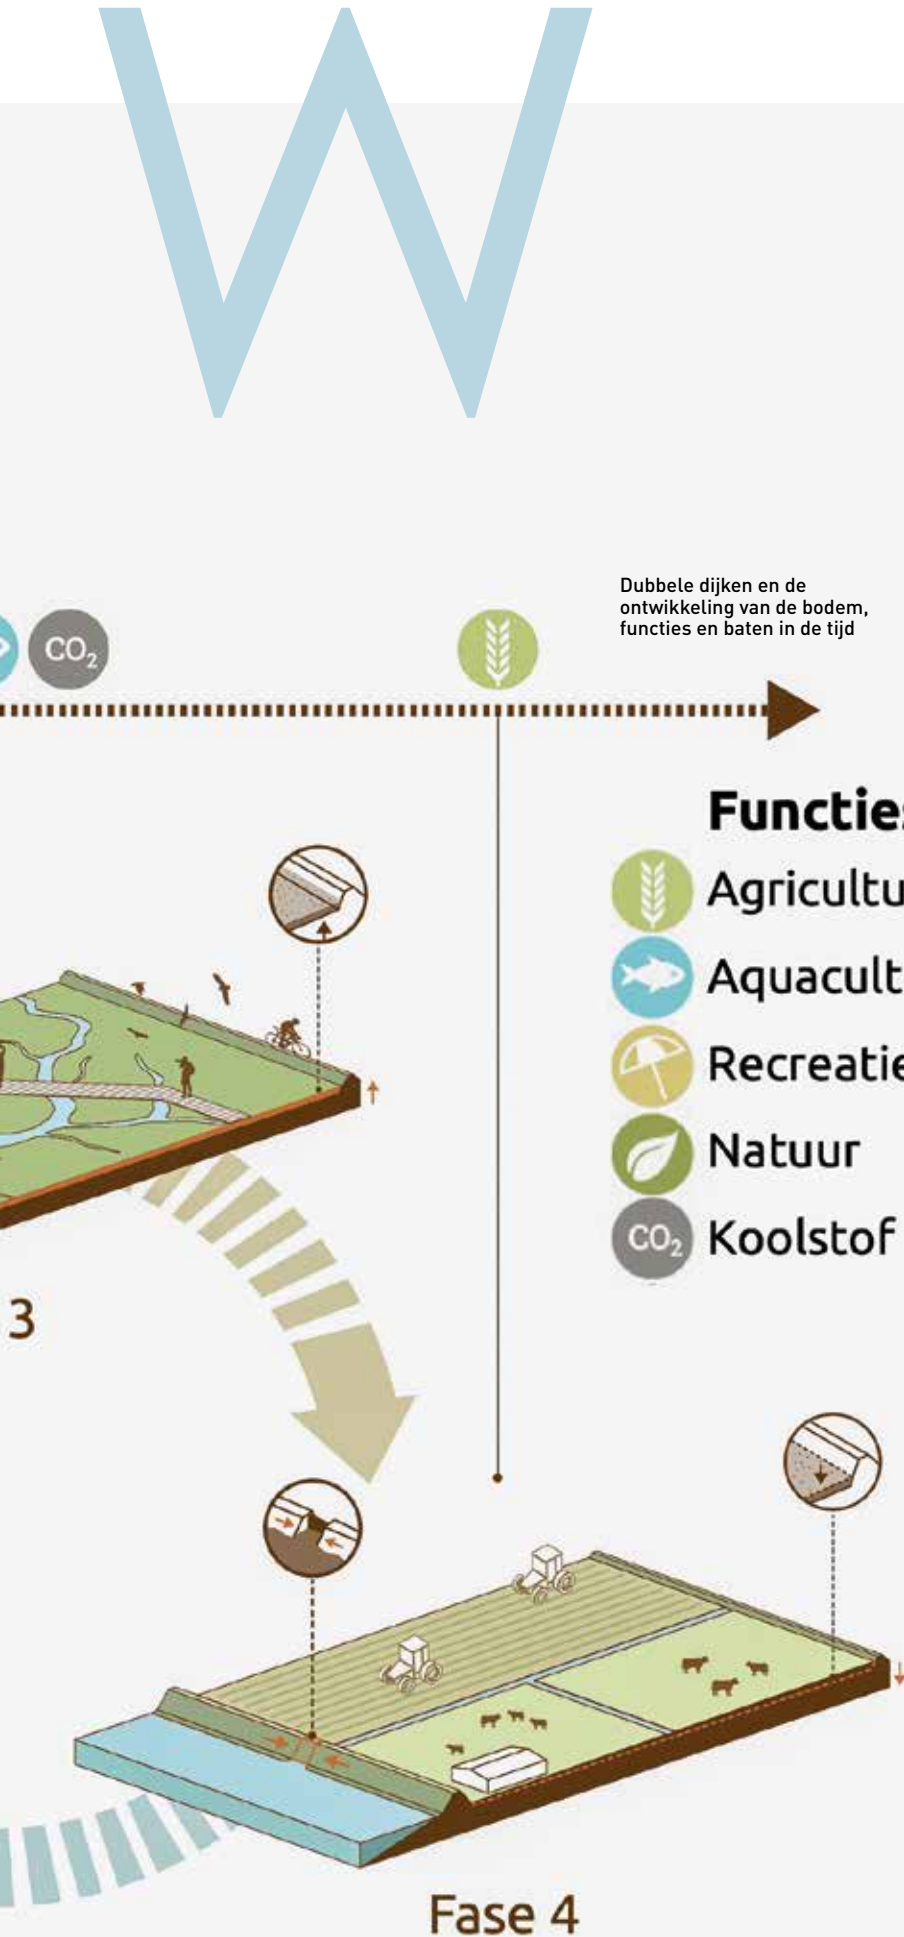 W
Dubbele dijken en de
ontwikkeling van de bodem,
functies en baten in de tijd
CO₂
Functies
Agricultu
Aquacult
Recreatie
Natuur
CO₂ Koolstof
3
Fase 4